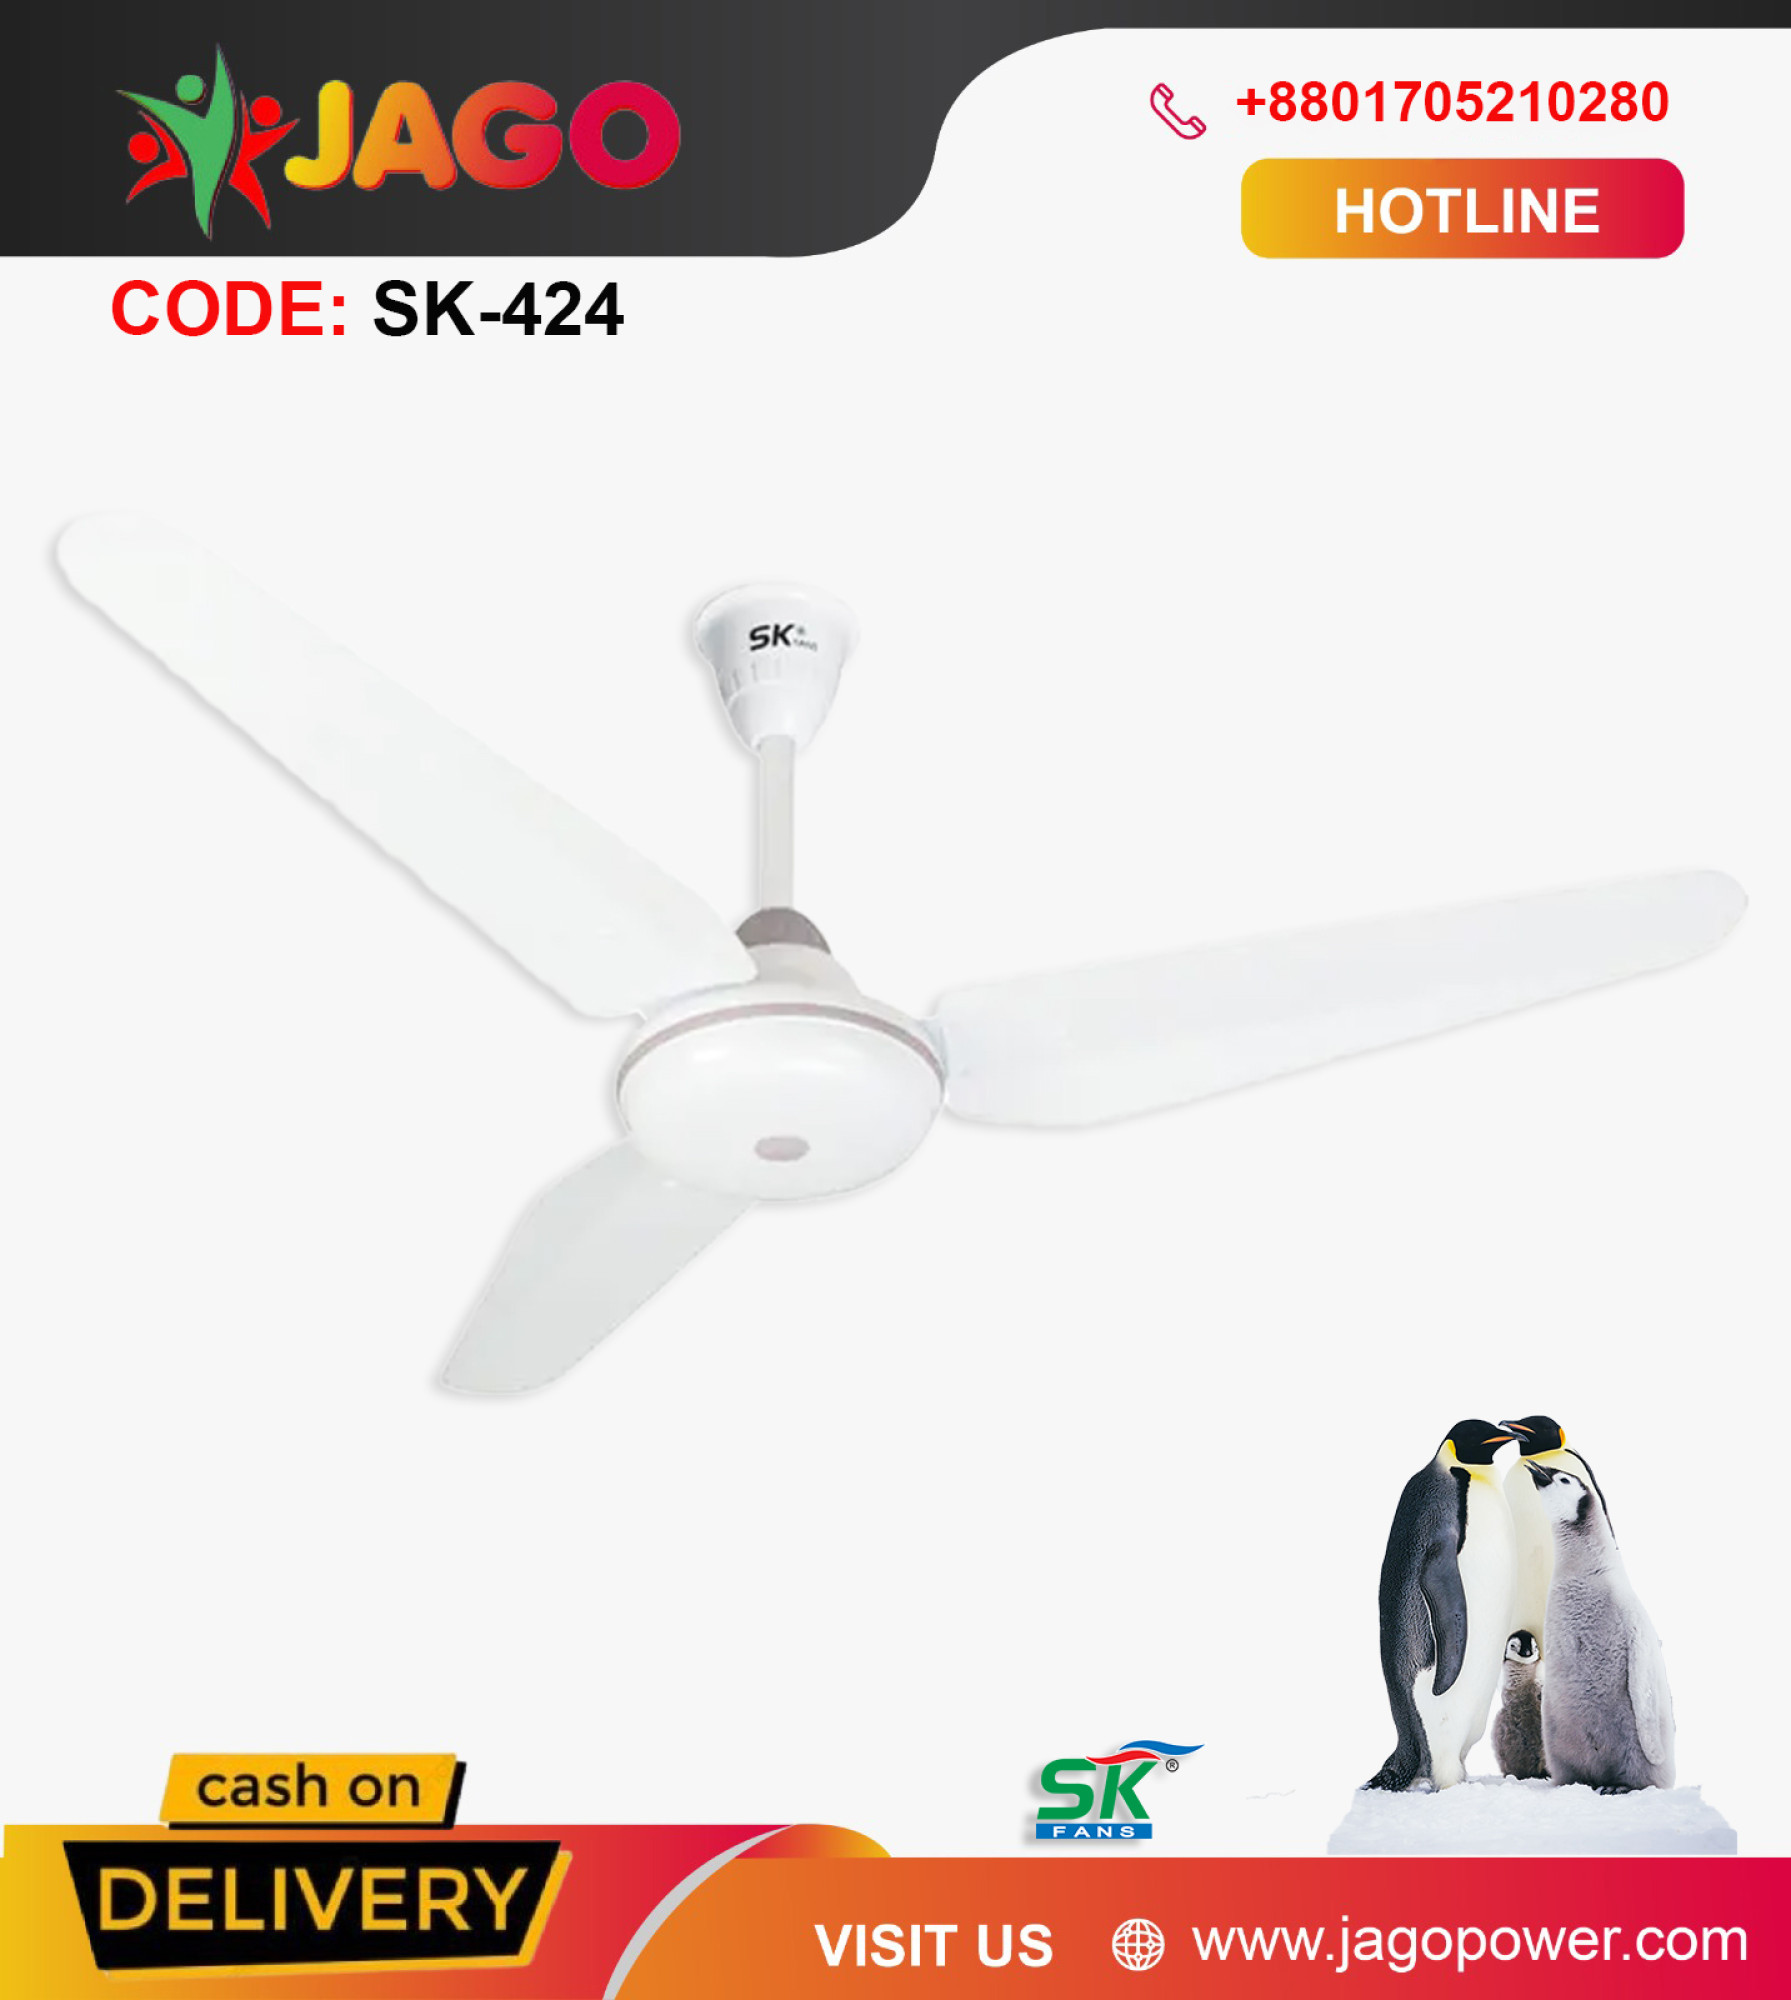 JAGO
+8801705210280
HOTLINE
CODE: SK-424
SK®
cash on
DELIVERY
SK®
FANS
VISIT US
www.jagopower.com